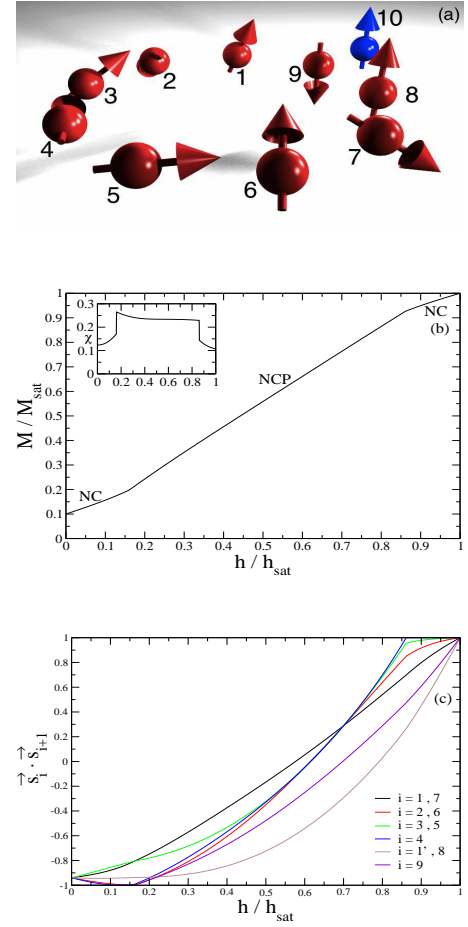 10
(a)
1
2
9
3
8
4
7
5
6
0.3
0.2
χ
0.1
0
0 0.2 0.4 0.6 0.8 1
NC
(b)
NCP
NC
M / M_sat
1
0.9
0.8
0.7
0.6
0.5
0.4
0.3
0.2
0.1
0
0 0.1 0.2 0.3 0.4 0.5 0.6 0.7 0.8 0.9 1
h / h_sat
1
0.8
0.6
0.4
0.2
0
-0.2
-0.4
-0.6
-0.8
-1
(c)
s⃗_i · s⃗_{i+1}
i = 1 , 7
i = 2 , 6
i = 3 , 5
i = 4
i = 1' , 8
i = 9
0 0.1 0.2 0.3 0.4 0.5 0.6 0.7 0.8 0.9 1
h / h_sat